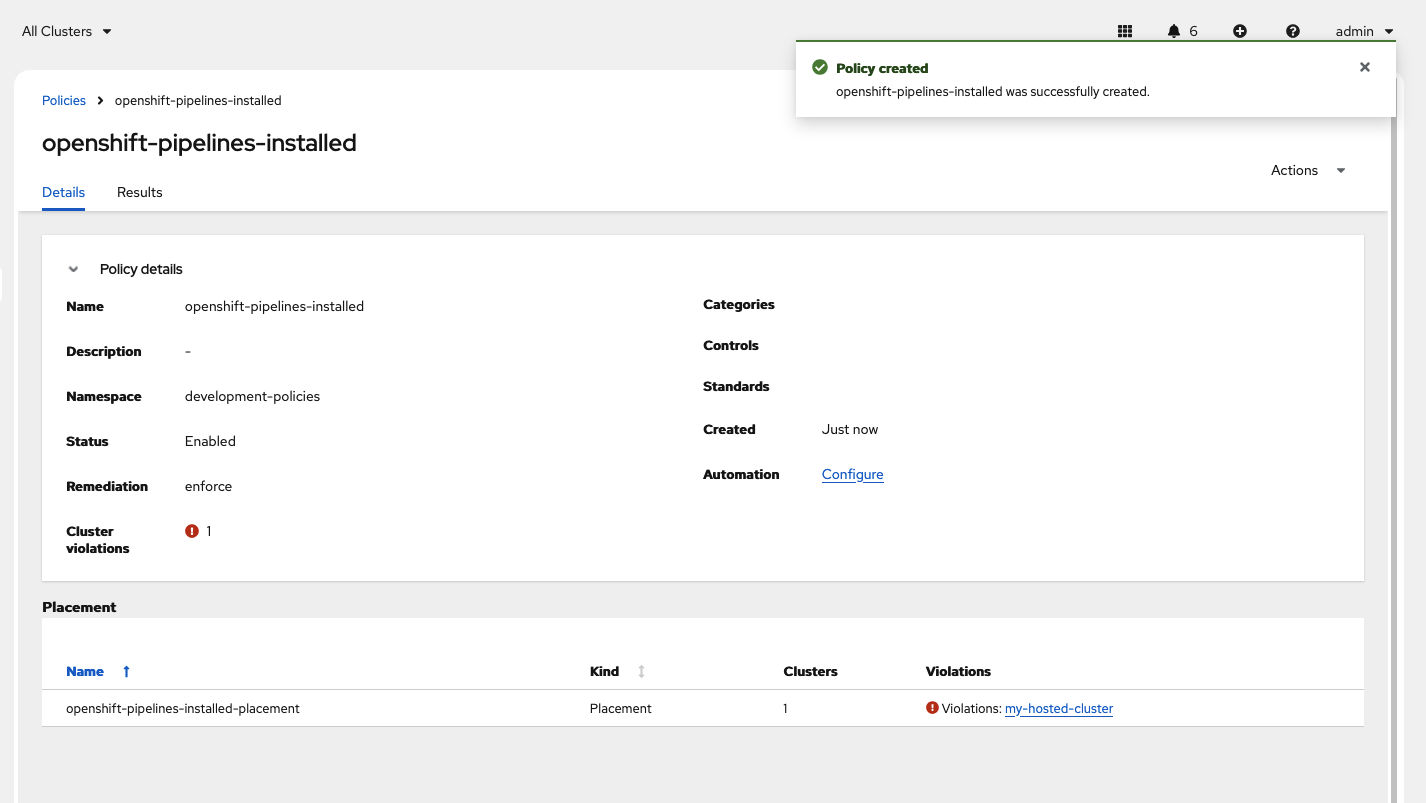 All Clusters
6
admin
Policy created
openshift-pipelines-installed was successfully created.
Policies openshift-pipelines-installed
openshift-pipelines-installed
Actions
Details Results
Policy details
Name openshift-pipelines-installed
Description -
Namespace development-policies
Status Enabled
Remediation enforce
Cluster violations 1
Categories
Controls
Standards
Created Just now
Automation Configure
Placement
Name Kind Clusters Violations
openshift-pipelines-installed-placement Placement 1 Violations: my-hosted-cluster